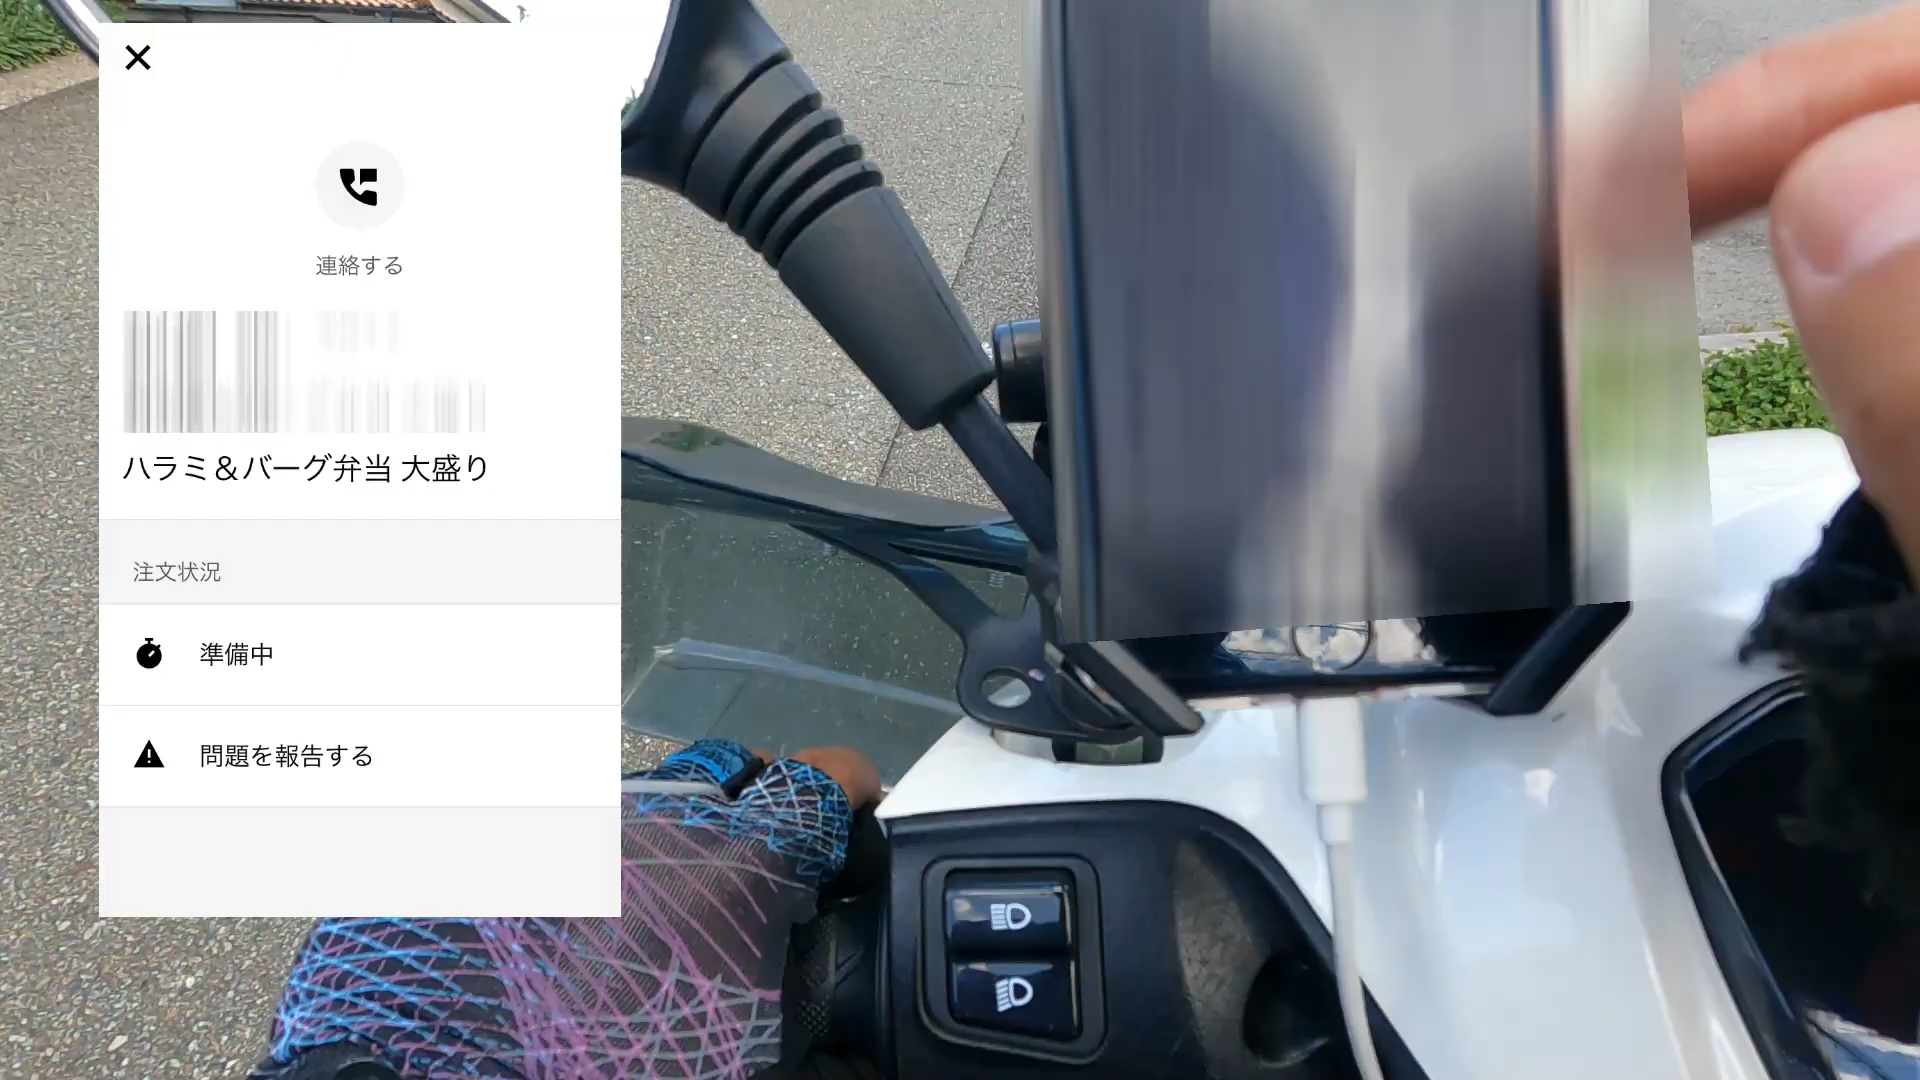 連絡する
ハラミ&バーグ弁当 大盛り
注文状況
準備中
問題を報告する